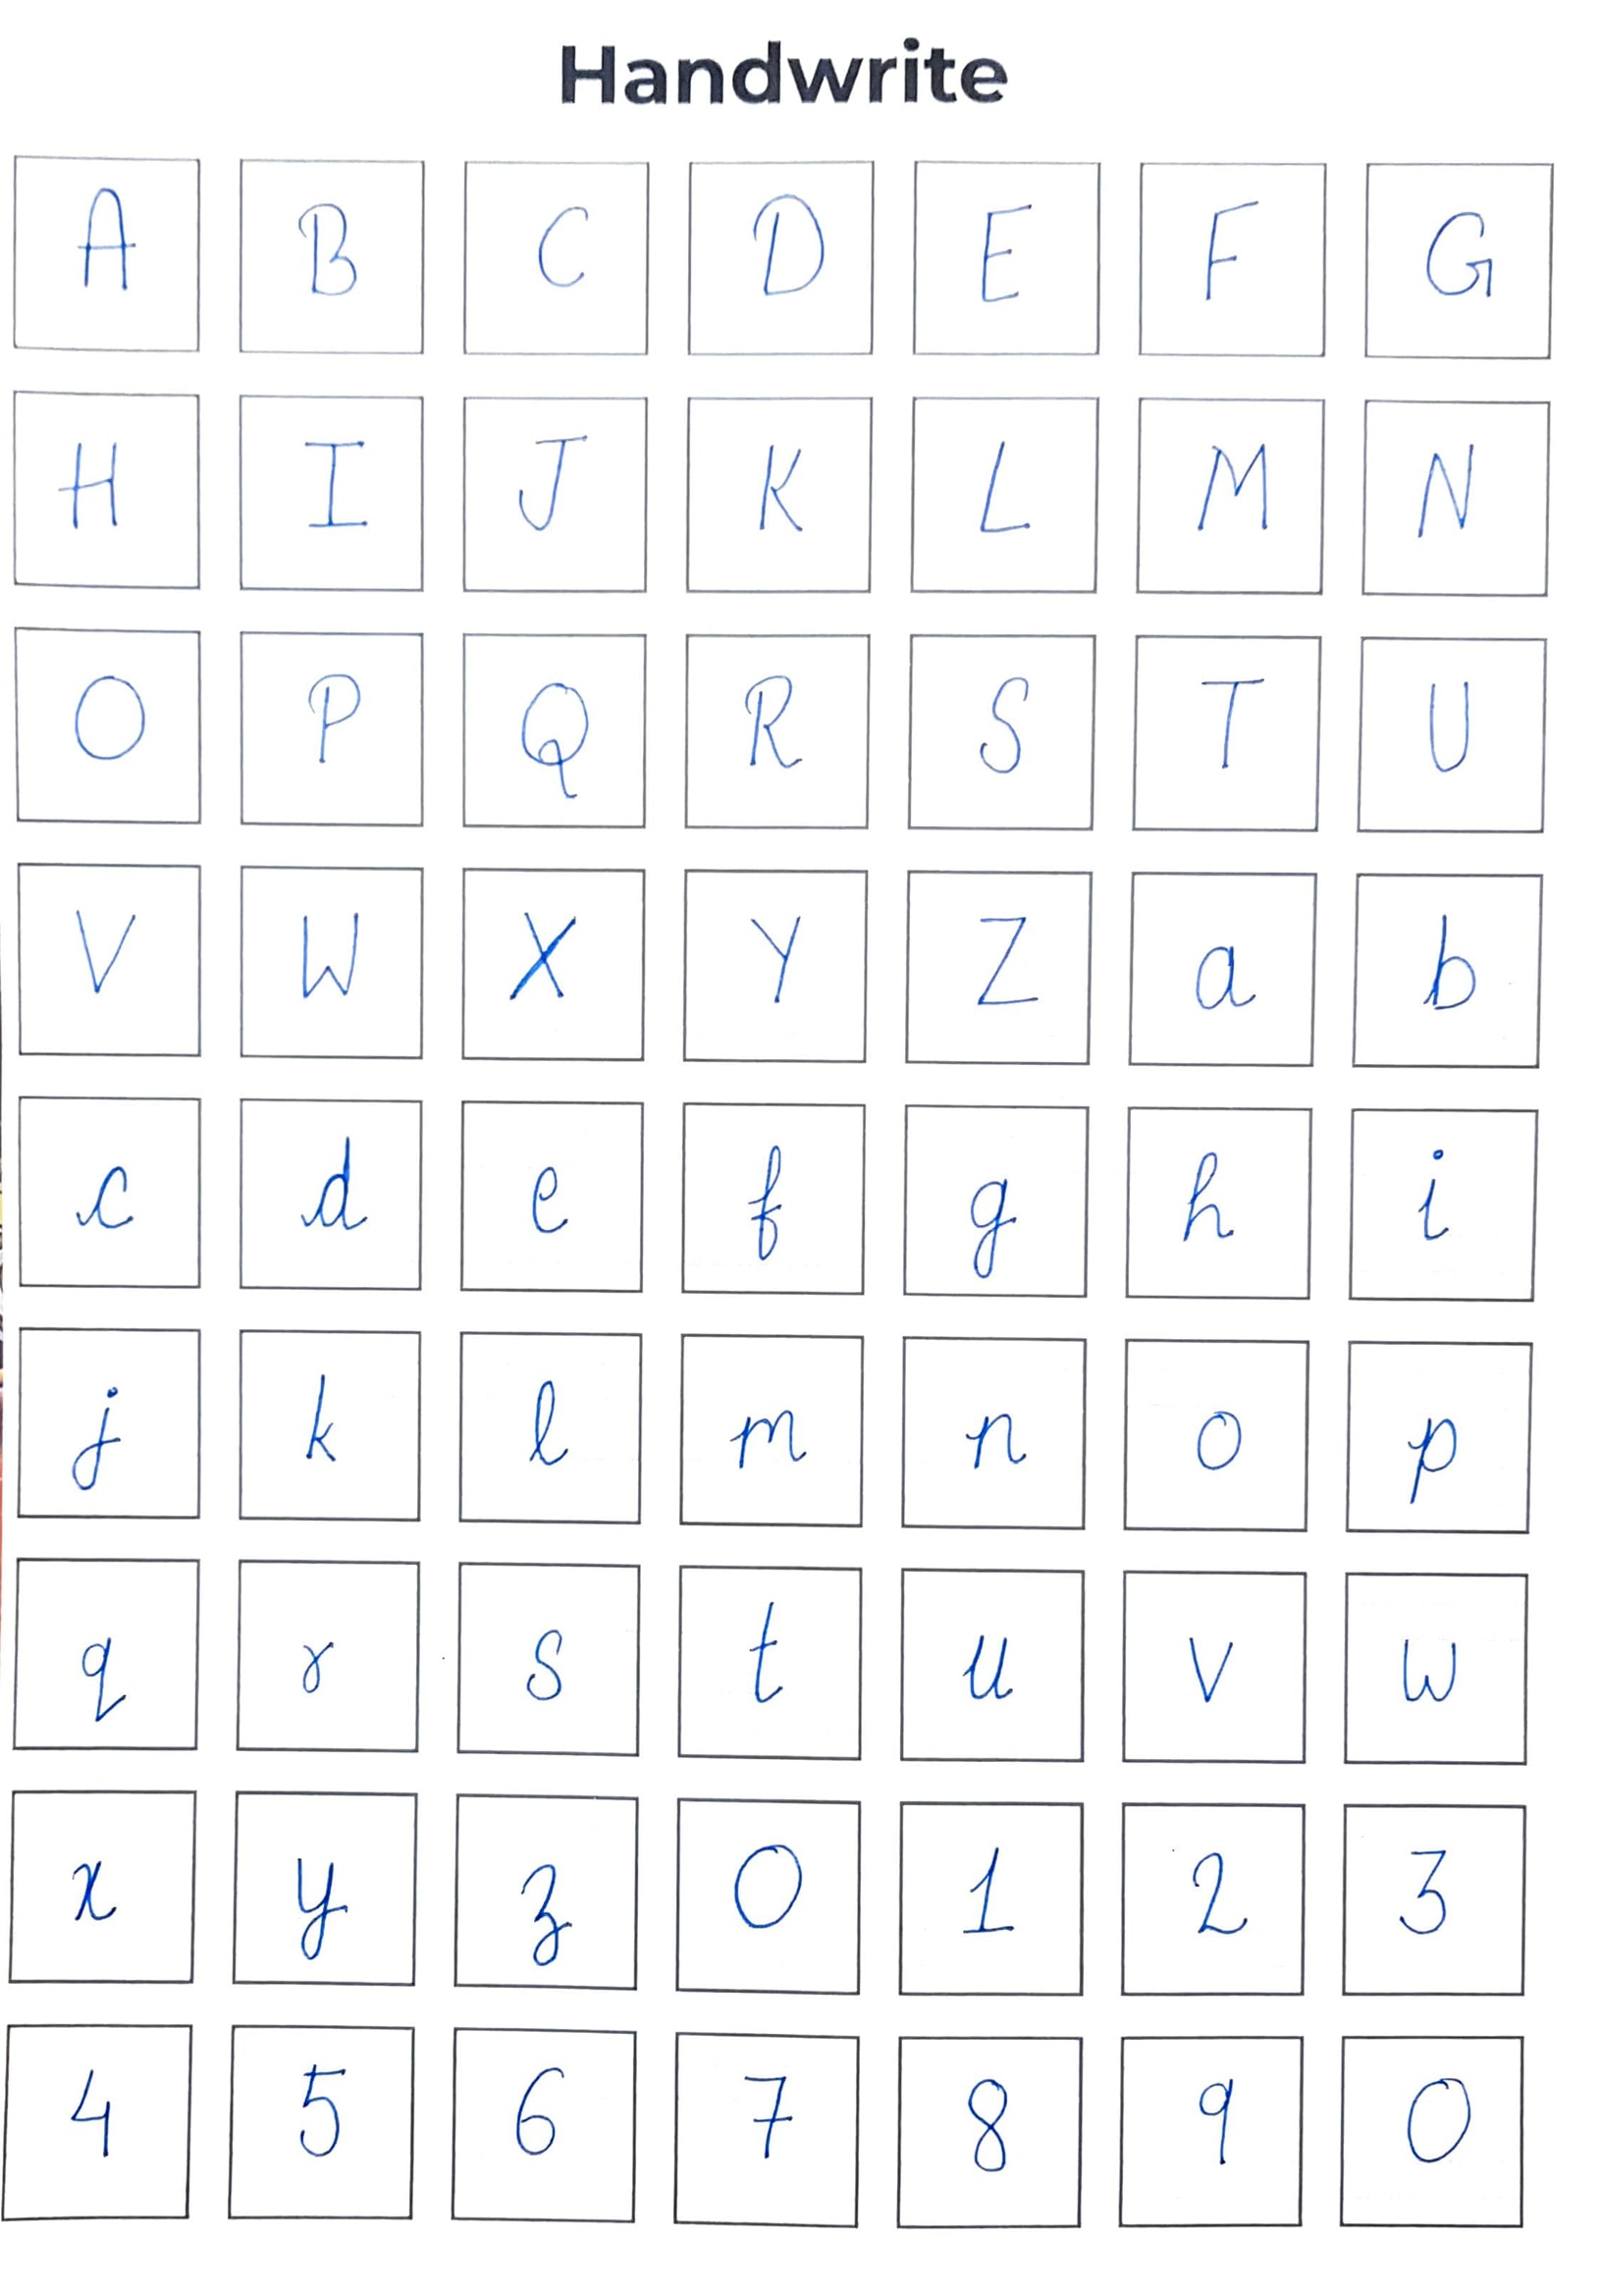 Handwrite
A B C D E F G
H I J K L M N
O P Q R S T U
V W X Y Z a b
c d e f g h i
j k l m n o p
q r s t u v w
x y z 0 1 2 3
4 5 6 7 8 9 0